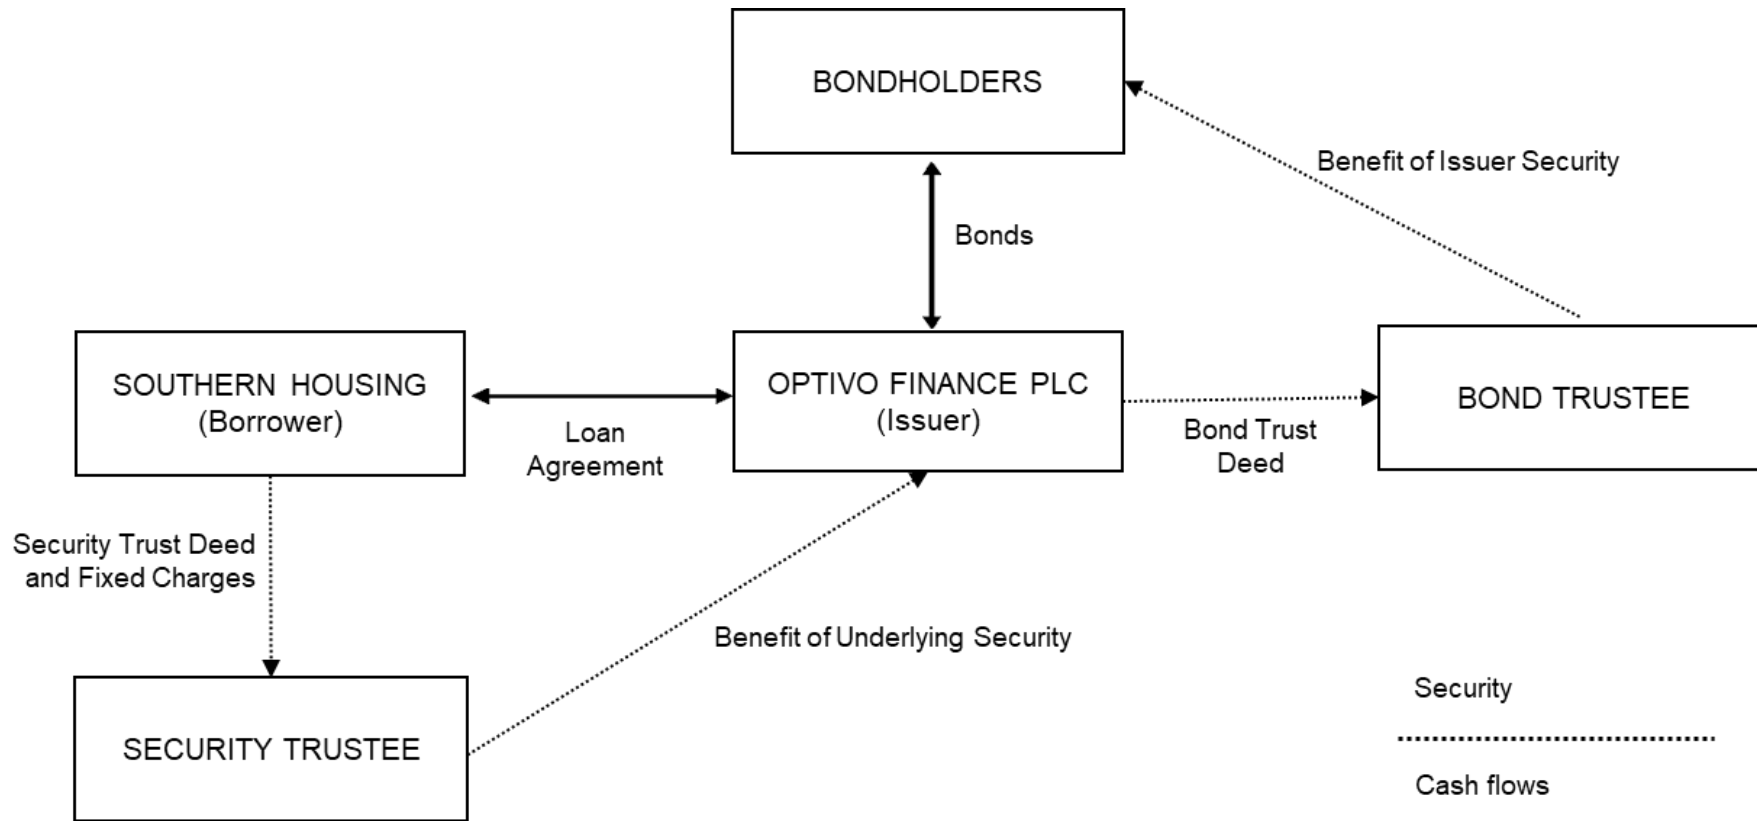 BONDHOLDERS
Benefit of Issuer Security
Bonds
SOUTHERN HOUSING
(Borrower)
Loan
Agreement
OPTIVO FINANCE PLC
(Issuer)
Bond Trust
Deed
BOND TRUSTEE
Security Trust Deed
and Fixed Charges
Benefit of Underlying Security
SECURITY TRUSTEE
Security
Cash flows